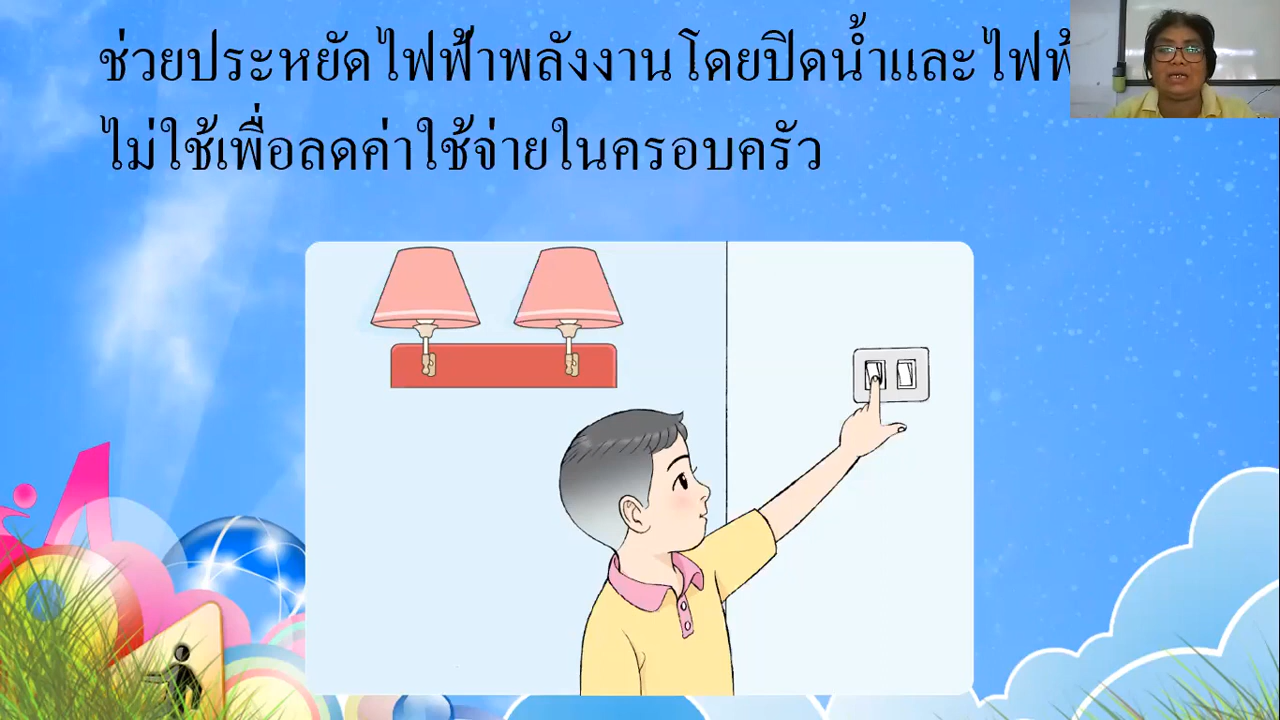 ช่วยประหยัดไฟฟ้าพลังงานโดยปิดน้ำและไฟฟ้
ไม่ใช้เพื่อลดค่าใช้จ่ายในครอบครัว